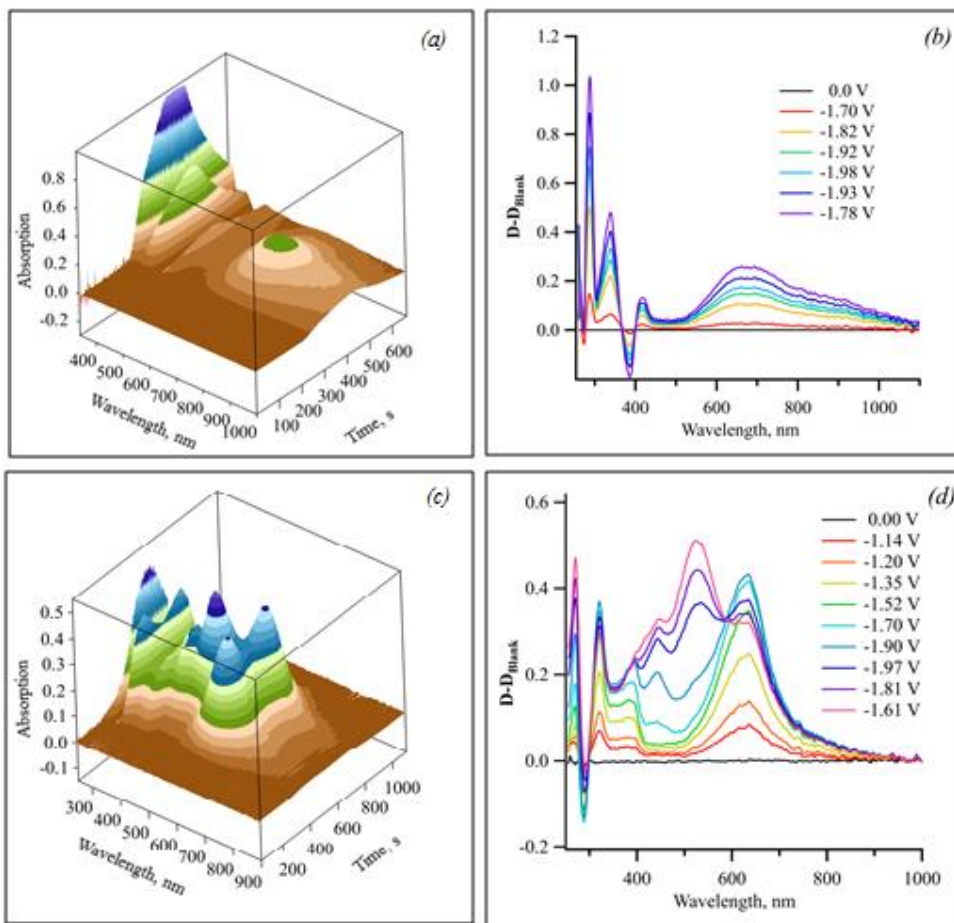 (a)
Absorption
0.8
0.6
0.4
0.2
0.0
-0.2
400
500
600
700
800
900
1000
Wavelength, nm
100
200
300
400
500
600
Time, s
(b)
D-D_Blank
1.2
1.0
0.8
0.6
0.4
0.2
0.0
0.0 V
-1.70 V
-1.82 V
-1.92 V
-1.98 V
-1.93 V
-1.78 V
400 600 800 1000
Wavelength, nm
(c)
Absorption
0.5
0.4
0.3
0.2
0.1
0.0
-0.1
300
400
500
600
700
800
900
Wavelength, nm
200
400
600
800
1000
Time, s
(d)
D-D_Blank
0.6
0.4
0.2
0.0
-0.2
0.00 V
-1.14 V
-1.20 V
-1.35 V
-1.52 V
-1.70 V
-1.90 V
-1.97 V
-1.81 V
-1.61 V
400 600 800 1000
Wavelength, nm